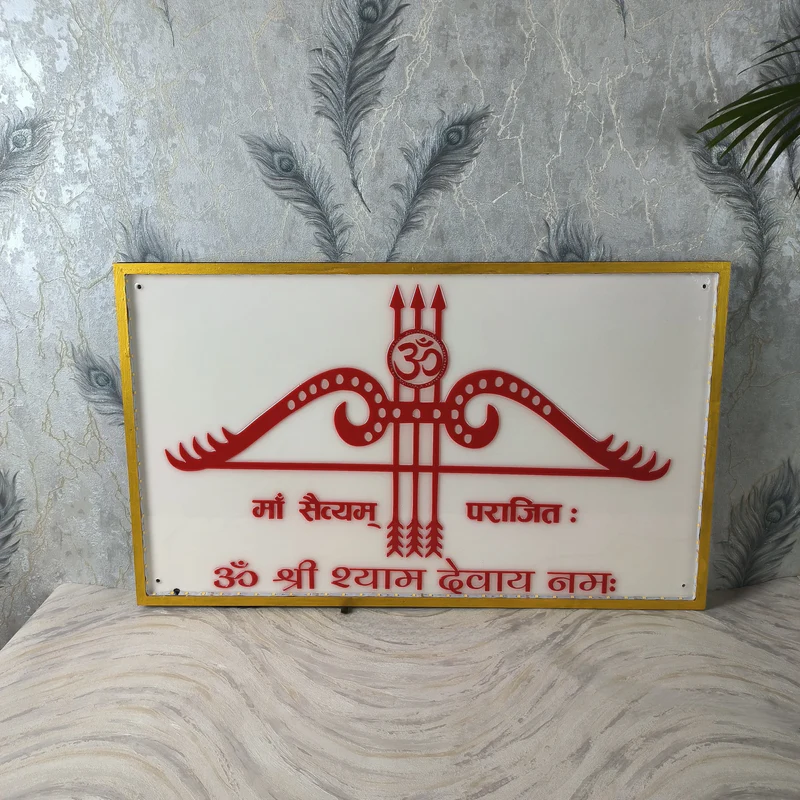 ॐ
माँ सैव्यम् पराजित :
ॐ श्री श्याम देवाय नमः